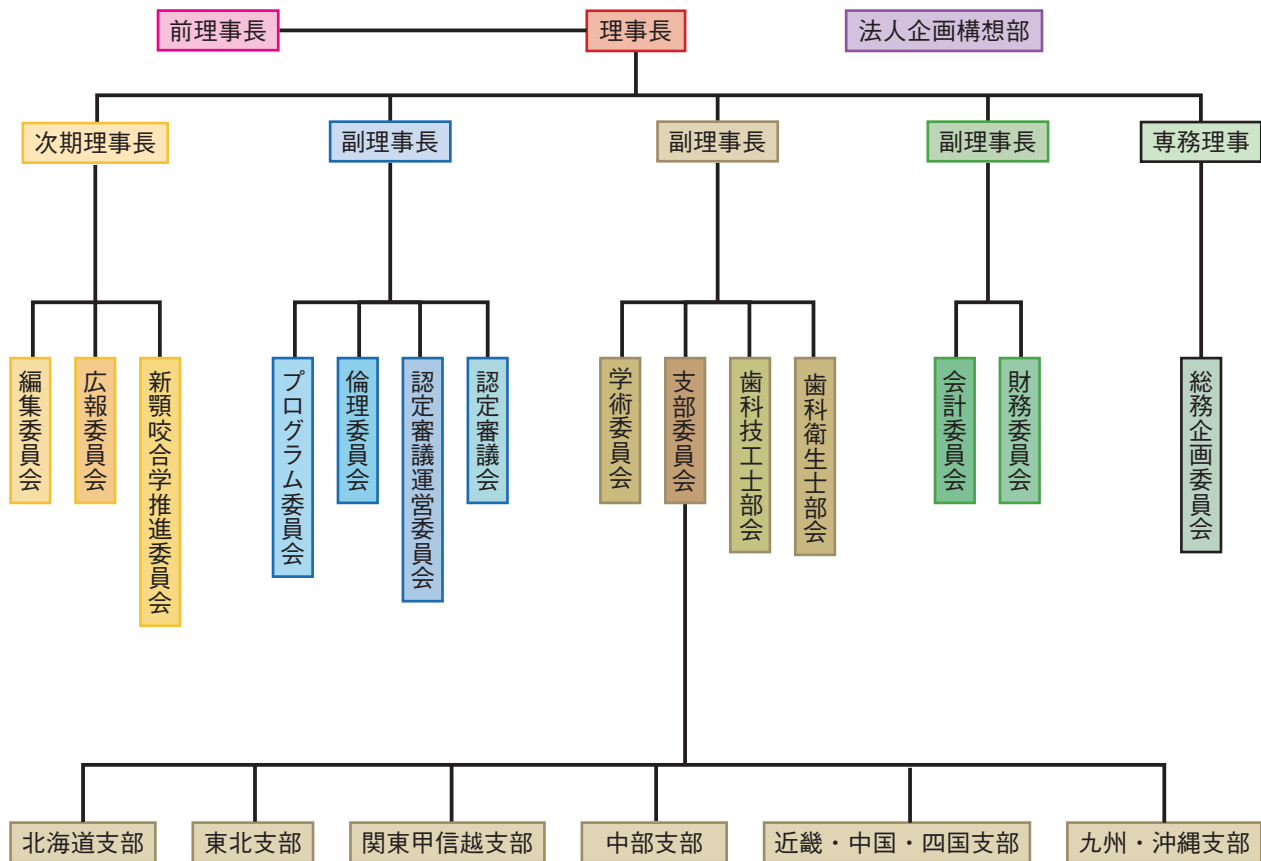 前理事長
理事長
法人企画構想部
次期理事長
副理事長
副理事長
副理事長
専務理事
編集委員会
広報委員会
新顎咬合学推進委員会
プログラム委員会
倫理委員会
認定審議運営委員会
認定審議会
学術委員会
支部委員会
歯科技工士部会
歯科衛生士部会
会計委員会
財務委員会
総務企画委員会
北海道支部
東北支部
関東甲信越支部
中部支部
近畿・中国・四国支部
九州・沖縄支部